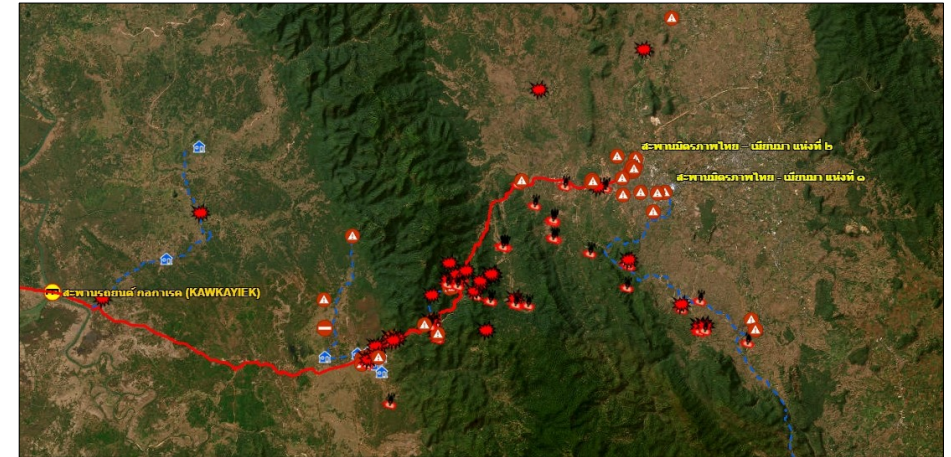 สะพานมิตรภาพไทย - เมียนมา แห่งที่ ๒
สะพานมิตรภาพไทย - เมียนมา แห่งที่ ๑
สะพานรถยนต์ กอกาเรต (KAWKAYIEK)